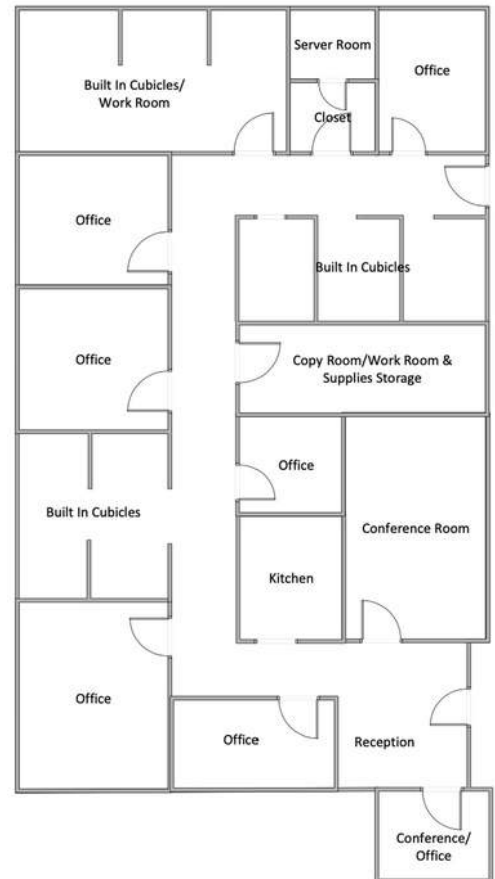 Server Room
Office
Built In Cubicles/
Work Room
Closet
Office
Built In Cubicles
Office
Copy Room/Work Room &
Supplies Storage
Office
Built In Cubicles
Conference Room
Kitchen
Office
Office
Reception
Conference/
Office